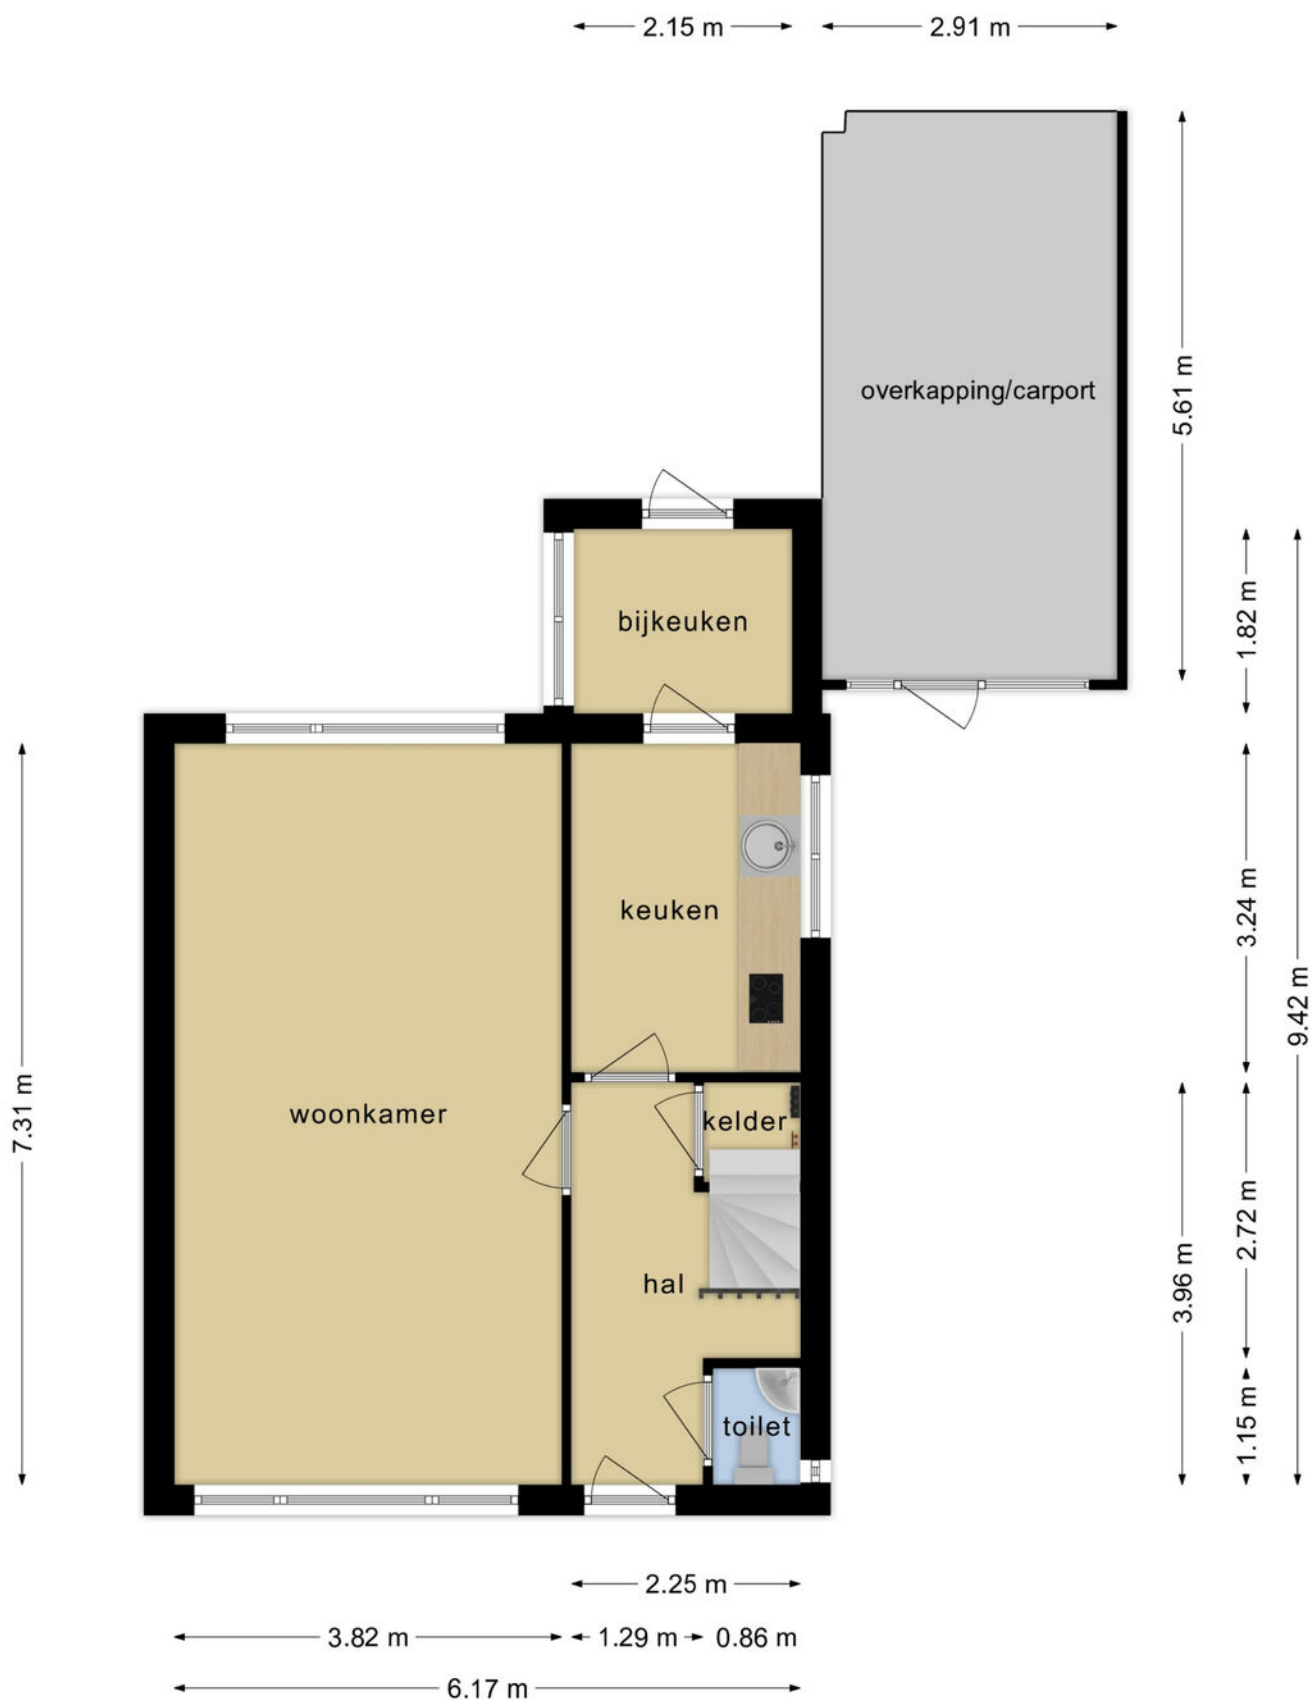 2.15 m
2.91 m
5.61 m
overkapping/carport
bijkeuken
1.82 m
keuken
3.24 m
9.42 m
7.31 m
woonkamer
kelder
2.72 m
3.96 m
hal
toilet
1.15 m
2.25 m
3.82 m
1.29 m
0.86 m
6.17 m